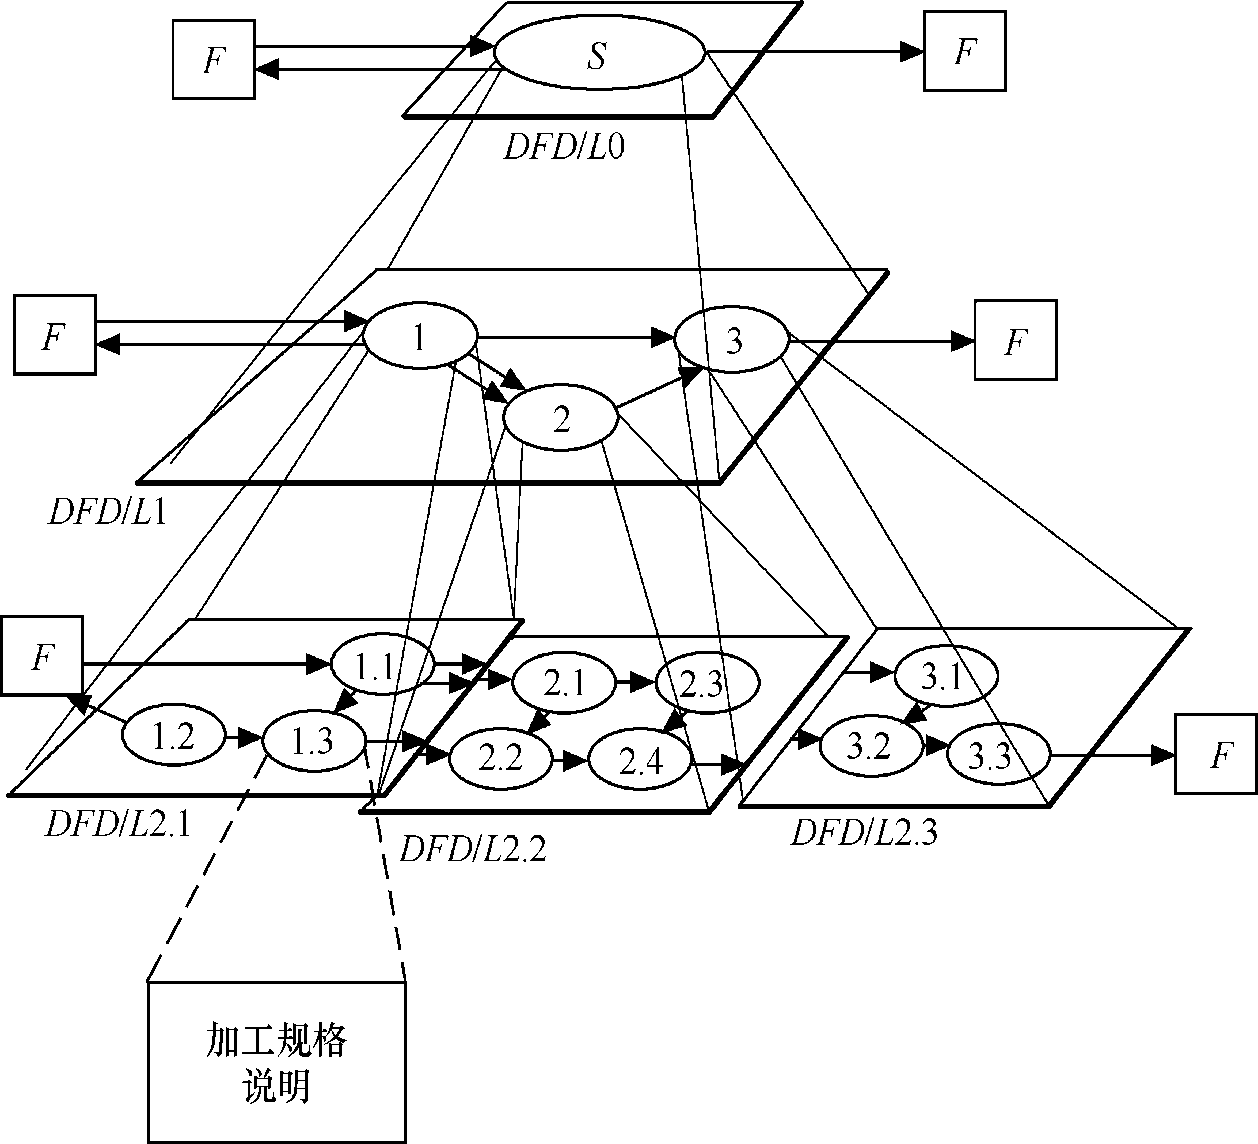 F
S
F
DFD/L0
F
1
3
F
2
DFD/L1
F
1.1
2.1
2.3
3.1
1.2
1.3
2.2
2.4
3.2
3.3
F
DFD/L2.1
DFD/L2.2
DFD/L2.3
加工规格
说明